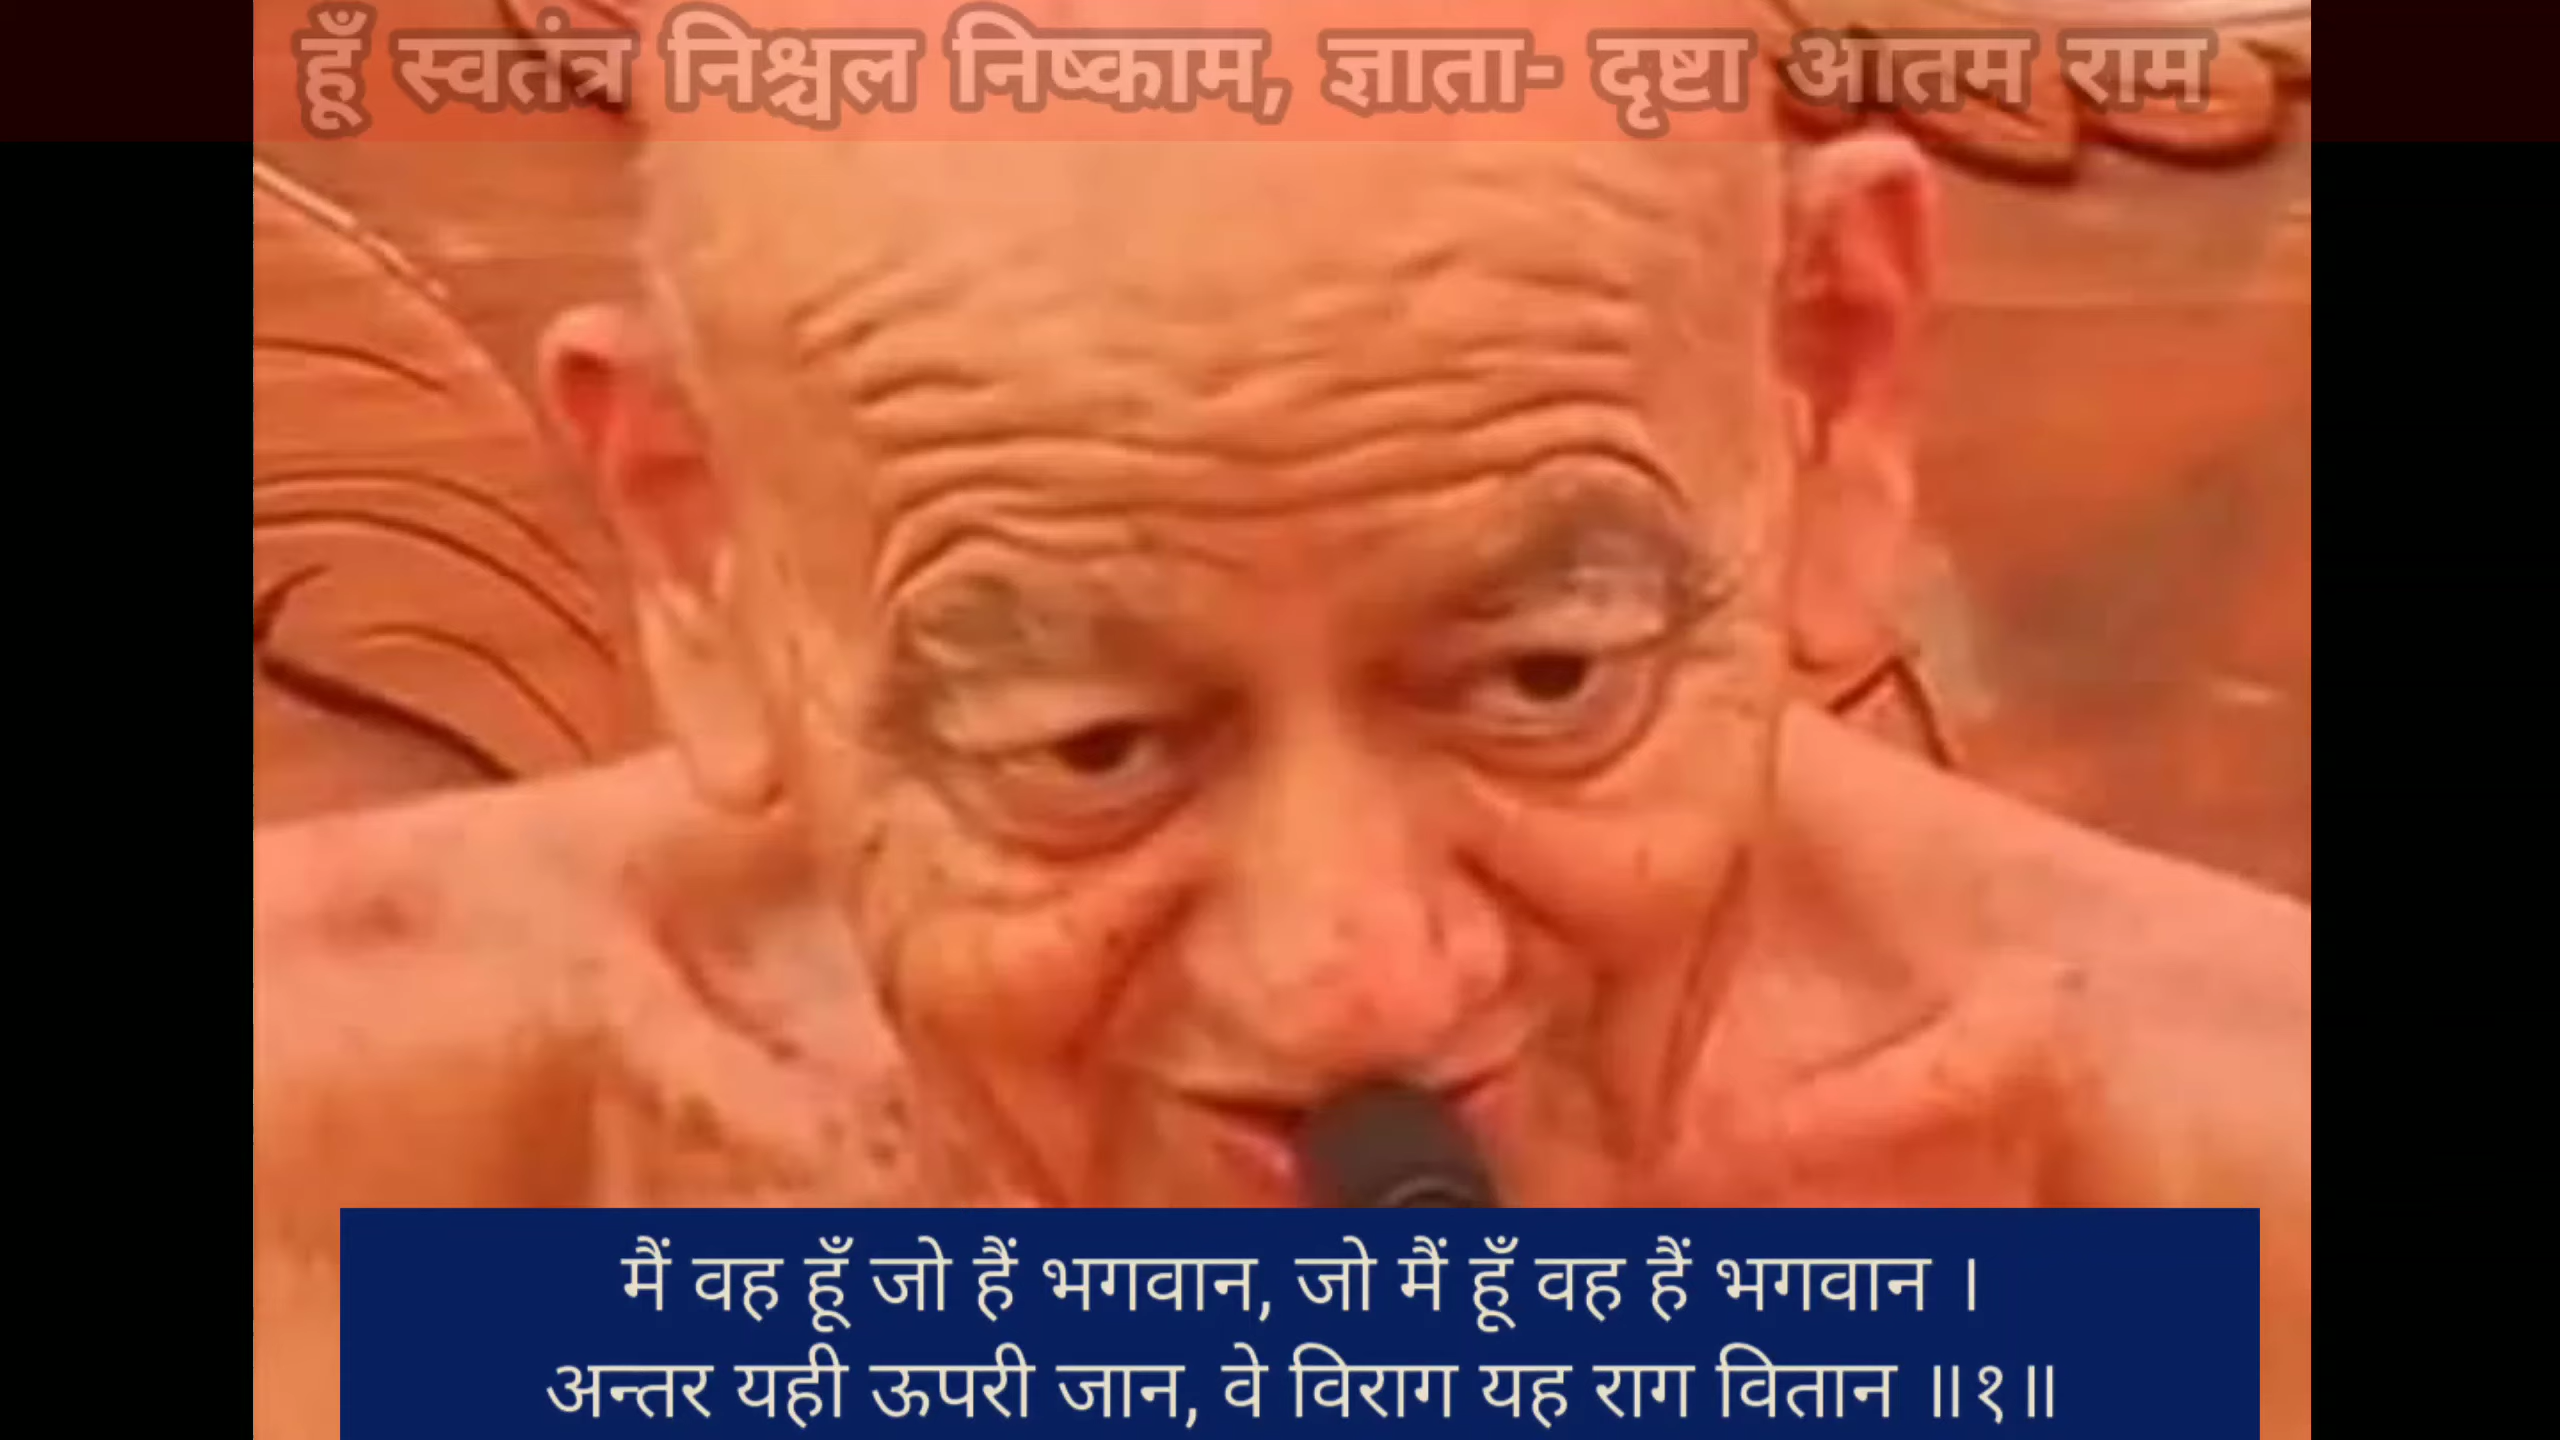 हूँ स्वतंत्र निश्चल निष्काम, ज्ञाता- दृष्टा आतम राम
मैं वह हूँ जो हैं भगवान, जो मैं हूँ वह हैं भगवान ।
अन्तर यही ऊपरी जान, वे विराग यह राग वितान ॥१॥